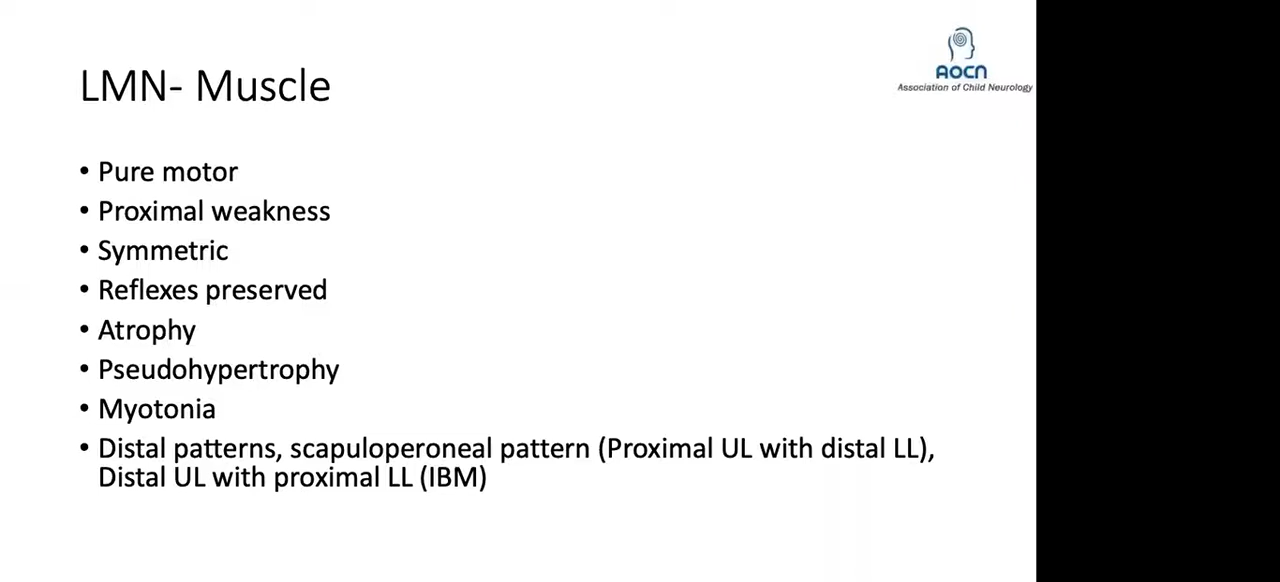 AOCN
Association of Child Neurology
LMN- Muscle
• Pure motor
• Proximal weakness
• Symmetric
• Reflexes preserved
• Atrophy
• Pseudohypertrophy
• Myotonia
• Distal patterns, scapuloperoneal pattern (Proximal UL with distal LL),
Distal UL with proximal LL (IBM)